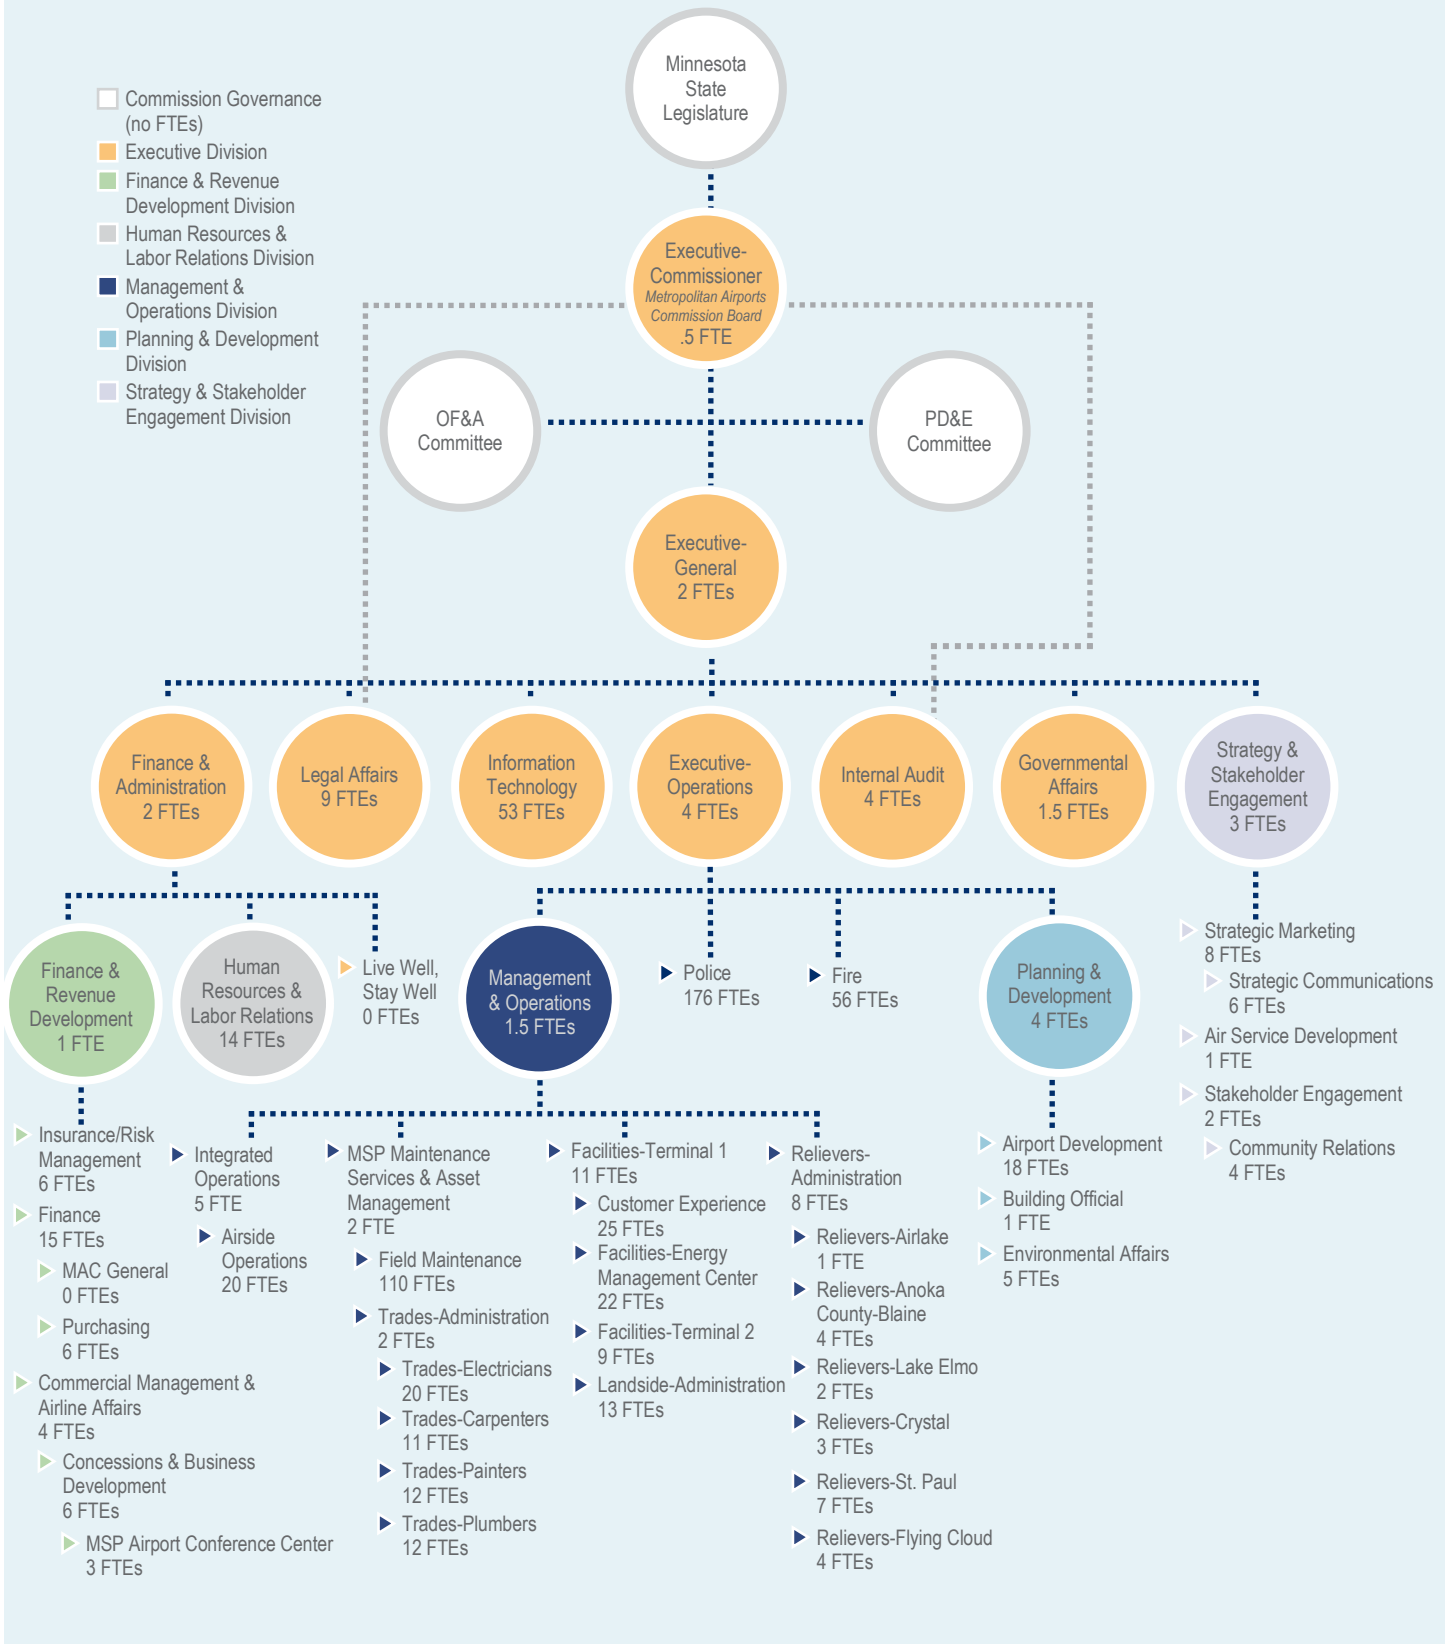 Minnesota
State
Legislature
Commission Governance
(no FTEs)
Executive Division
Finance & Revenue
Development Division
Human Resources &
Labor Relations Division
Management &
Operations Division
Planning & Development
Division
Strategy & Stakeholder
Engagement Division
Executive-
Commissioner
Metropolitan Airports
Commission Board
.5 FTE
OF&A
Committee
PD&E
Committee
Executive-
General
2 FTEs
Finance &
Administration
2 FTEs
Legal Affairs
9 FTEs
Information
Technology
53 FTEs
Executive-
Operations
4 FTEs
Internal Audit
4 FTEs
Governmental
Affairs
1.5 FTEs
Strategy &
Stakeholder
Engagement
3 FTEs
Finance &
Revenue
Development
1 FTE
Human
Resources &
Labor Relations
14 FTEs
Live Well,
Stay Well
0 FTEs
Management
& Operations
1.5 FTEs
Police
176 FTEs
Fire
56 FTEs
Planning &
Development
4 FTEs
Strategic Marketing
8 FTEs
Strategic Communications
6 FTEs
Air Service Development
1 FTE
Stakeholder Engagement
2 FTEs
Community Relations
4 FTEs
Insurance/Risk
Management
6 FTEs
Finance
15 FTEs
MAC General
0 FTEs
Purchasing
6 FTEs
Commercial Management &
Airline Affairs
4 FTEs
Concessions & Business
Development
6 FTEs
MSP Airport Conference Center
3 FTEs
Integrated
Operations
5 FTE
Airside
Operations
20 FTEs
MSP Maintenance
Services & Asset
Management
2 FTE
Field Maintenance
110 FTEs
Trades-Administration
2 FTEs
Trades-Electricians
20 FTEs
Trades-Carpenters
11 FTEs
Trades-Painters
12 FTEs
Trades-Plumbers
12 FTEs
Facilities-Terminal 1
11 FTEs
Customer Experience
25 FTEs
Facilities-Energy
Management Center
22 FTEs
Facilities-Terminal 2
9 FTEs
Landside-Administration
13 FTEs
Relievers-
Administration
8 FTEs
Relievers-Airlake
1 FTE
Relievers-Anoka
County-Blaine
4 FTEs
Relievers-Lake Elmo
2 FTEs
Relievers-Crystal
3 FTEs
Relievers-St. Paul
7 FTEs
Relievers-Flying Cloud
4 FTEs
Airport Development
18 FTEs
Building Official
1 FTE
Environmental Affairs
5 FTEs